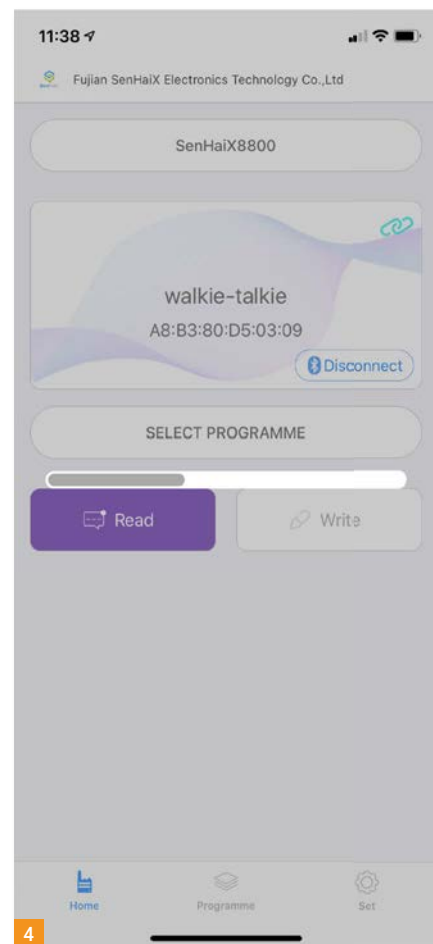 11:38
Fujian SenHaiX Electronics Technology Co.,Ltd
SenHaiX8800
walkie-talkie
A8:B3:80:D5:03:09
Disconnect
SELECT PROGRAMME
Read
Write
Home
Programme
Set
4